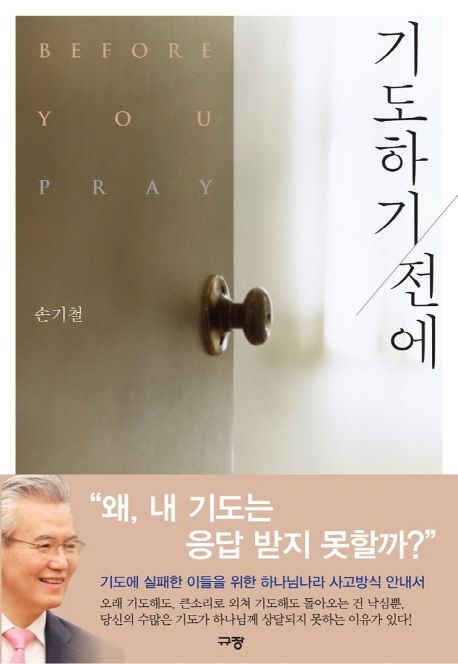 BEFORE
YOU
PRAY
기도하기
전에
손기철
“왜, 내 기도는
응답 받지 못할까?”
기도에 실패한 이들을 위한 하나님나라 사고방식 안내서
오래 기도해도, 큰소리로 외쳐 기도해도 돌아오는 건 낙심뿐,
당신의 수많은 기도가 하나님께 상달되지 못하는 이유가 있다!
규장